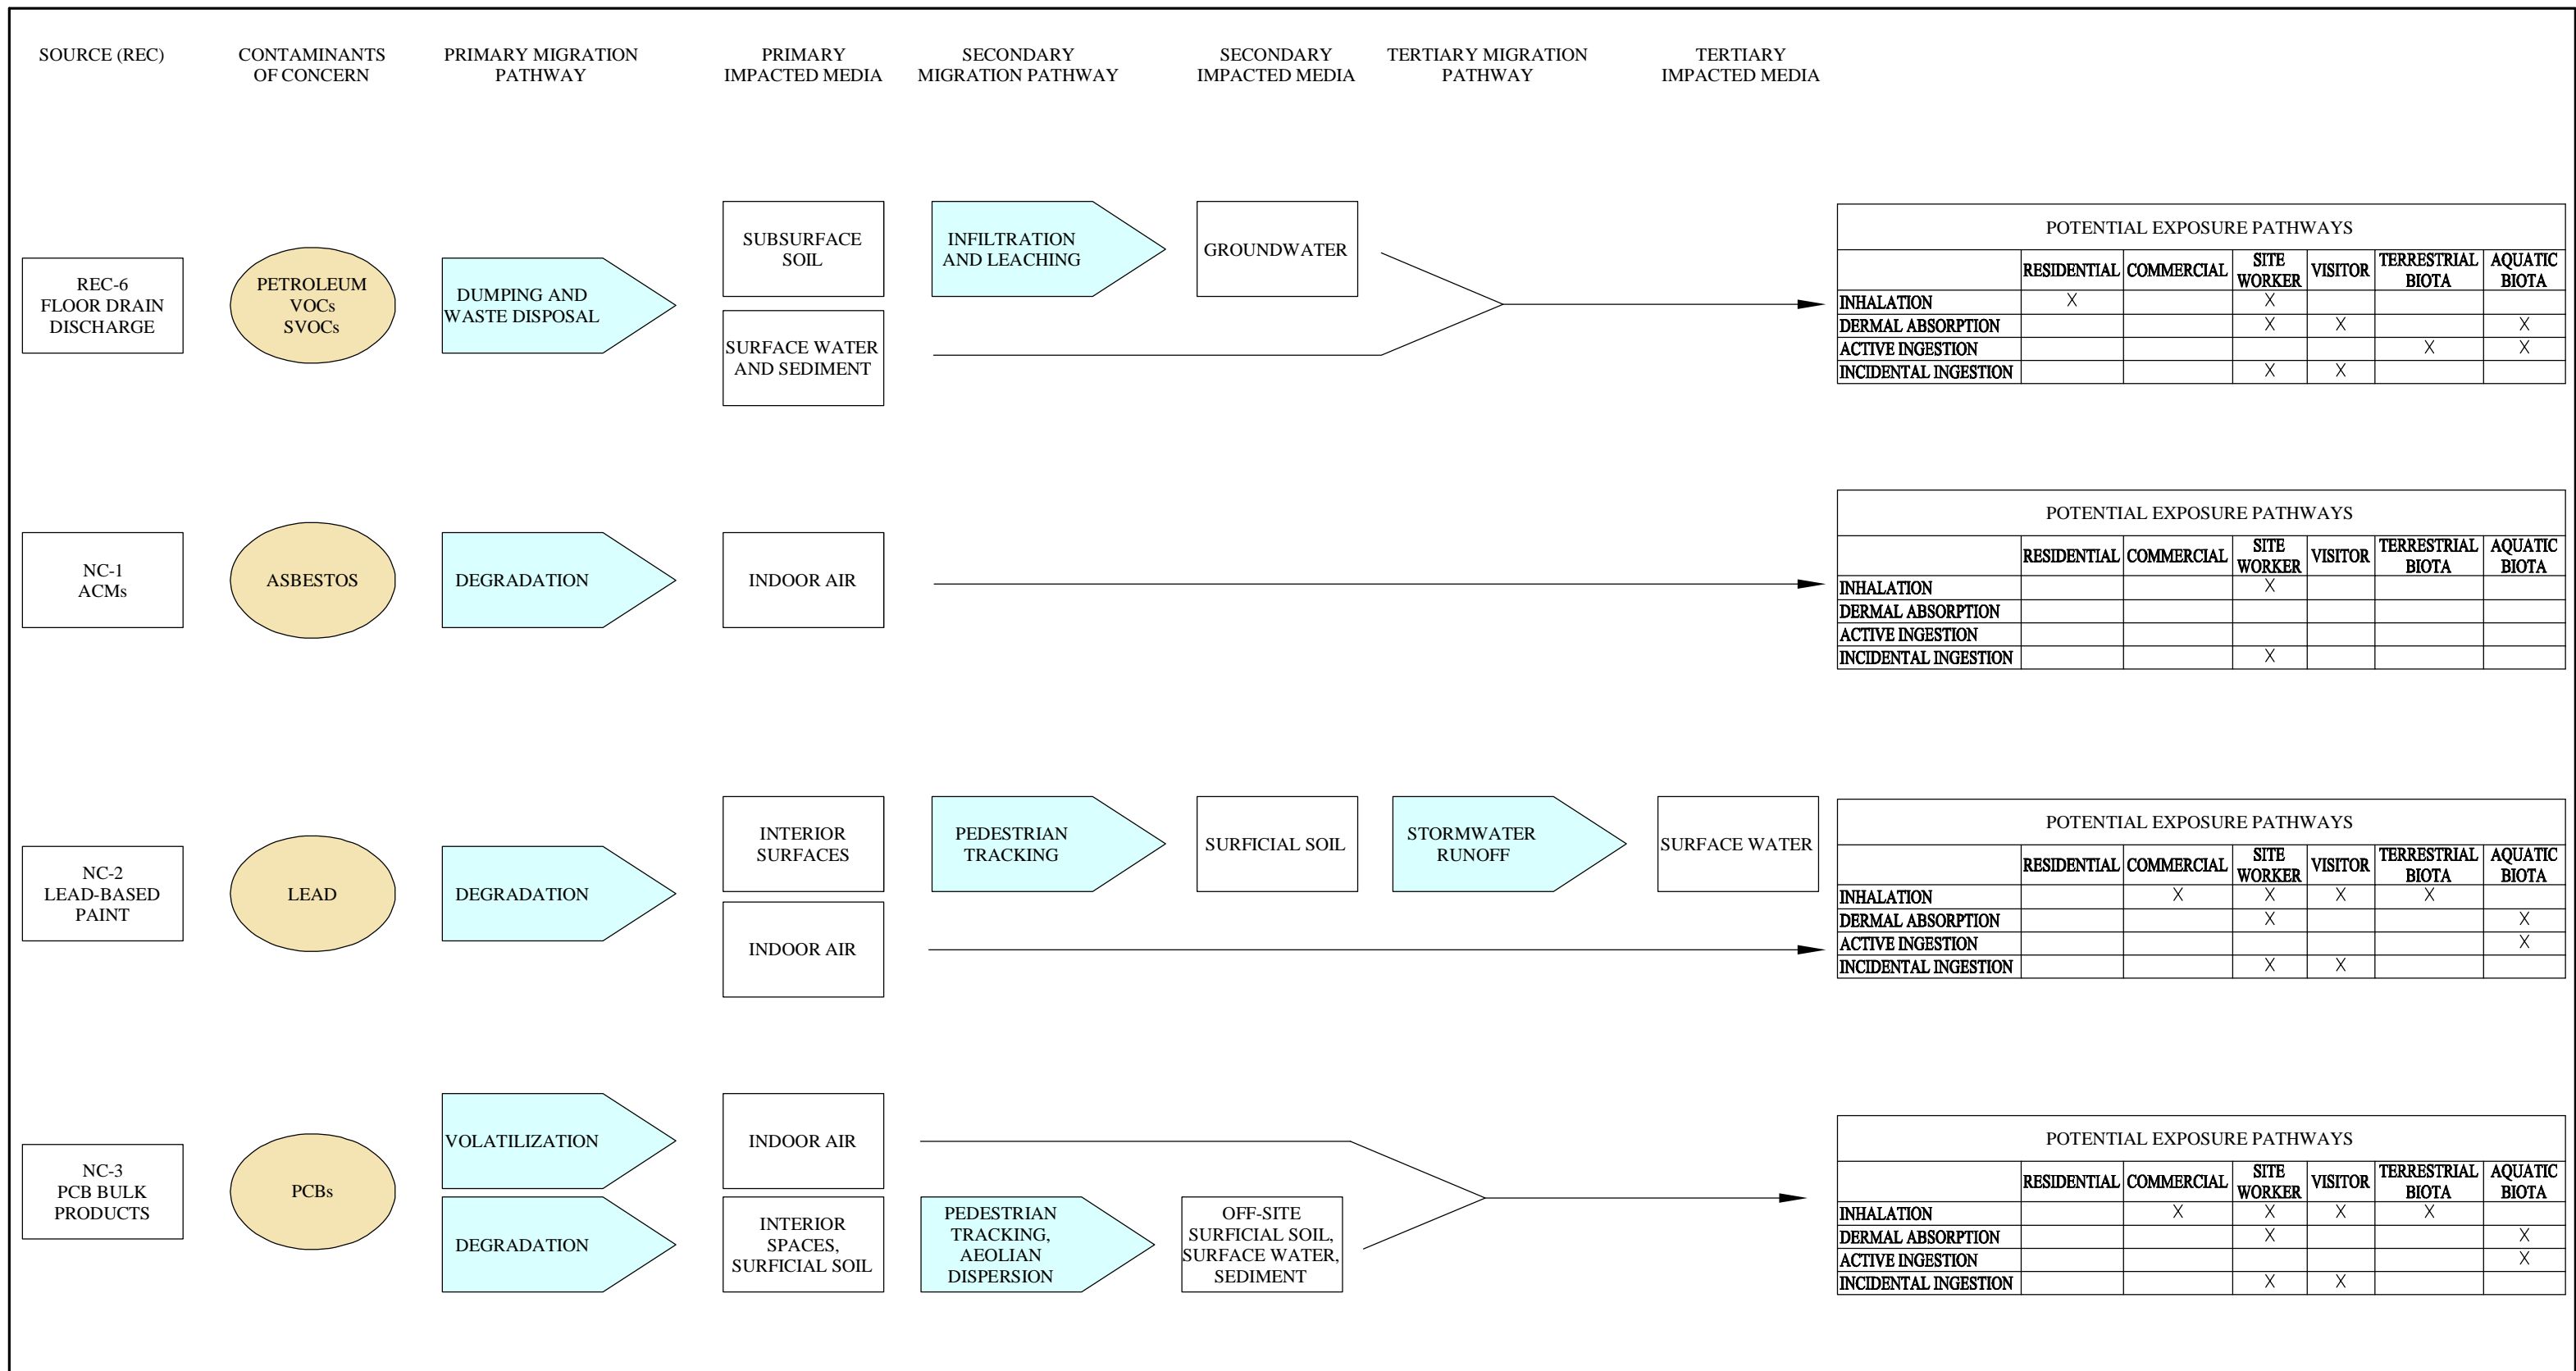 SOURCE (REC)
CONTAMINANTS
OF CONCERN
PRIMARY MIGRATION
PATHWAY
PRIMARY
IMPACTED MEDIA
SECONDARY
MIGRATION PATHWAY
SECONDARY
IMPACTED MEDIA
TERTIARY MIGRATION
PATHWAY
TERTIARY
IMPACTED MEDIA
REC-6
FLOOR DRAIN
DISCHARGE
PETROLEUM
VOCs
SVOCs
DUMPING AND
WASTE DISPOSAL
SUBSURFACE
SOIL
SURFACE WATER
AND SEDIMENT
INFILTRATION
AND LEACHING
GROUNDWATER
POTENTIAL EXPOSURE PATHWAYS
RESIDENTIAL COMMERCIAL SITE WORKER VISITOR TERRESTRIAL BIOTA AQUATIC BIOTA
INHALATION X X
DERMAL ABSORPTION X X X
ACTIVE INGESTION X X
INCIDENTAL INGESTION X X
NC-1
ACMs
ASBESTOS
DEGRADATION
INDOOR AIR
POTENTIAL EXPOSURE PATHWAYS
RESIDENTIAL COMMERCIAL SITE WORKER VISITOR TERRESTRIAL BIOTA AQUATIC BIOTA
INHALATION X
DERMAL ABSORPTION
ACTIVE INGESTION
INCIDENTAL INGESTION X
NC-2
LEAD-BASED
PAINT
LEAD
DEGRADATION
INTERIOR
SURFACES
INDOOR AIR
PEDESTRIAN
TRACKING
SURFICIAL SOIL
STORMWATER
RUNOFF
SURFACE WATER
POTENTIAL EXPOSURE PATHWAYS
RESIDENTIAL COMMERCIAL SITE WORKER VISITOR TERRESTRIAL BIOTA AQUATIC BIOTA
INHALATION X X X X
DERMAL ABSORPTION X X
ACTIVE INGESTION X
INCIDENTAL INGESTION X X
NC-3
PCB BULK
PRODUCTS
PCBs
VOLATILIZATION
INDOOR AIR
DEGRADATION
INTERIOR
SPACES,
SURFICIAL SOIL
PEDESTRIAN
TRACKING,
AEOLIAN
DISPERSION
OFF-SITE
SURFICIAL SOIL,
SURFACE WATER,
SEDIMENT
POTENTIAL EXPOSURE PATHWAYS
RESIDENTIAL COMMERCIAL SITE WORKER VISITOR TERRESTRIAL BIOTA AQUATIC BIOTA
INHALATION X X X X
DERMAL ABSORPTION X X
ACTIVE INGESTION X
INCIDENTAL INGESTION X X